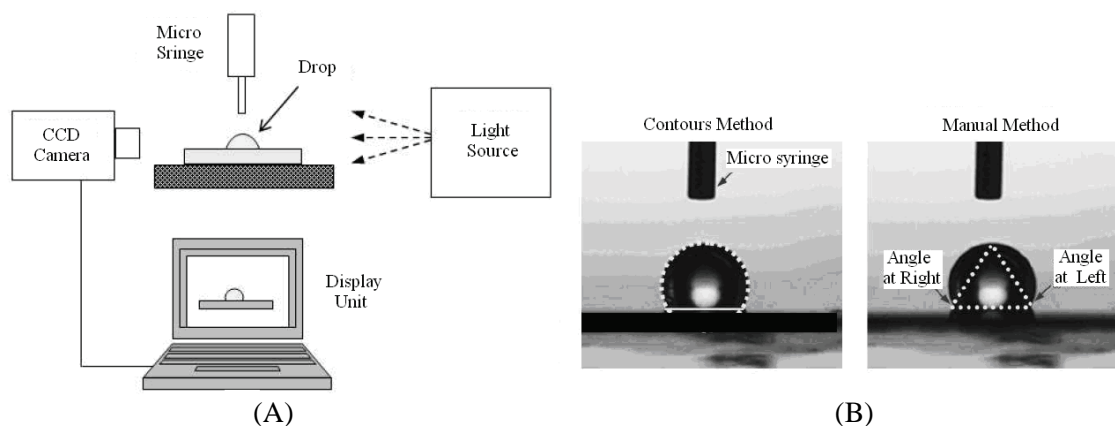 Micro
Sringe
Drop
CCD
Camera
Light
Source
Display
Unit
(A)
Contours Method
Micro syringe
Manual Method
Angle
at Right
Angle
at Left
(B)